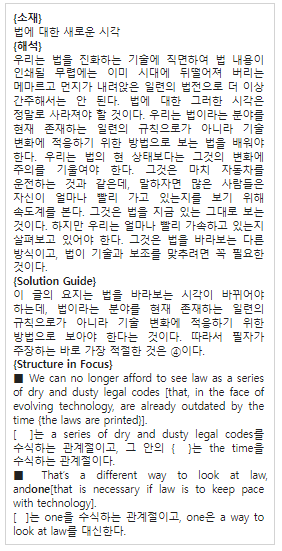 {소재}
법에 대한 새로운 시각
{해석}
우리는 법을 진화하는 기술에 직면하여 법 내용이
인쇄될 무렵에는 이미 시대에 뒤떨어져 버리는
메마르고 먼지가 내려앉은 일련의 법전으로 더 이상
간주해서는 안 된다. 법에 대한 그러한 시각은
정말로 사라져야 할 것이다. 우리는 법이라는 분야를
현재 존재하는 일련의 규칙으로가 아니라 기술
변화에 적응하기 위한 방법으로 보는 법을 배워야
한다. 우리는 법의 현 상태보다는 그것의 변화에
주의를 기울여야 한다. 그것은 마치 자동차를
운전하는 것과 같은데, 말하자면 많은 사람들은
자신이 얼마나 빨리 가고 있는지를 보기 위해
속도계를 본다. 그것은 법을 지금 있는 그대로 보는
것이다. 하지만 우리는 얼마나 빨리 가속하고 있는지
살펴보고 있어야 한다. 그것은 법을 바라보는 다른
방식이고, 법이 기술과 보조를 맞추려면 꼭 필요한
것이다.
{Solution Guide}
이 글의 요지는 법을 바라보는 시각이 바뀌어야
하는데, 법이라는 분야를 현재 존재하는 일련의
규칙으로가 아니라 기술 변화에 적응하기 위한
방법으로 보아야 한다는 것이다. 따라서 필자가
주장하는 바로 가장 적절한 것은 ④이다.
{Structure in Focus}
■ We can no longer afford to see law as a series
of dry and dusty legal codes [that, in the face of
evolving technology, are already outdated by the
time {the laws are printed}].
[ ]는 a series of dry and dusty legal codes를
수식하는 관계절이고, 그 안의 { }는 the time을
수식하는 관계절이다.
■ That's a different way to look at law,
andone[that is necessary if law is to keep pace
with technology].
[ ]는 one을 수식하는 관계절이고, one은 a way to
look at law를 대신한다.